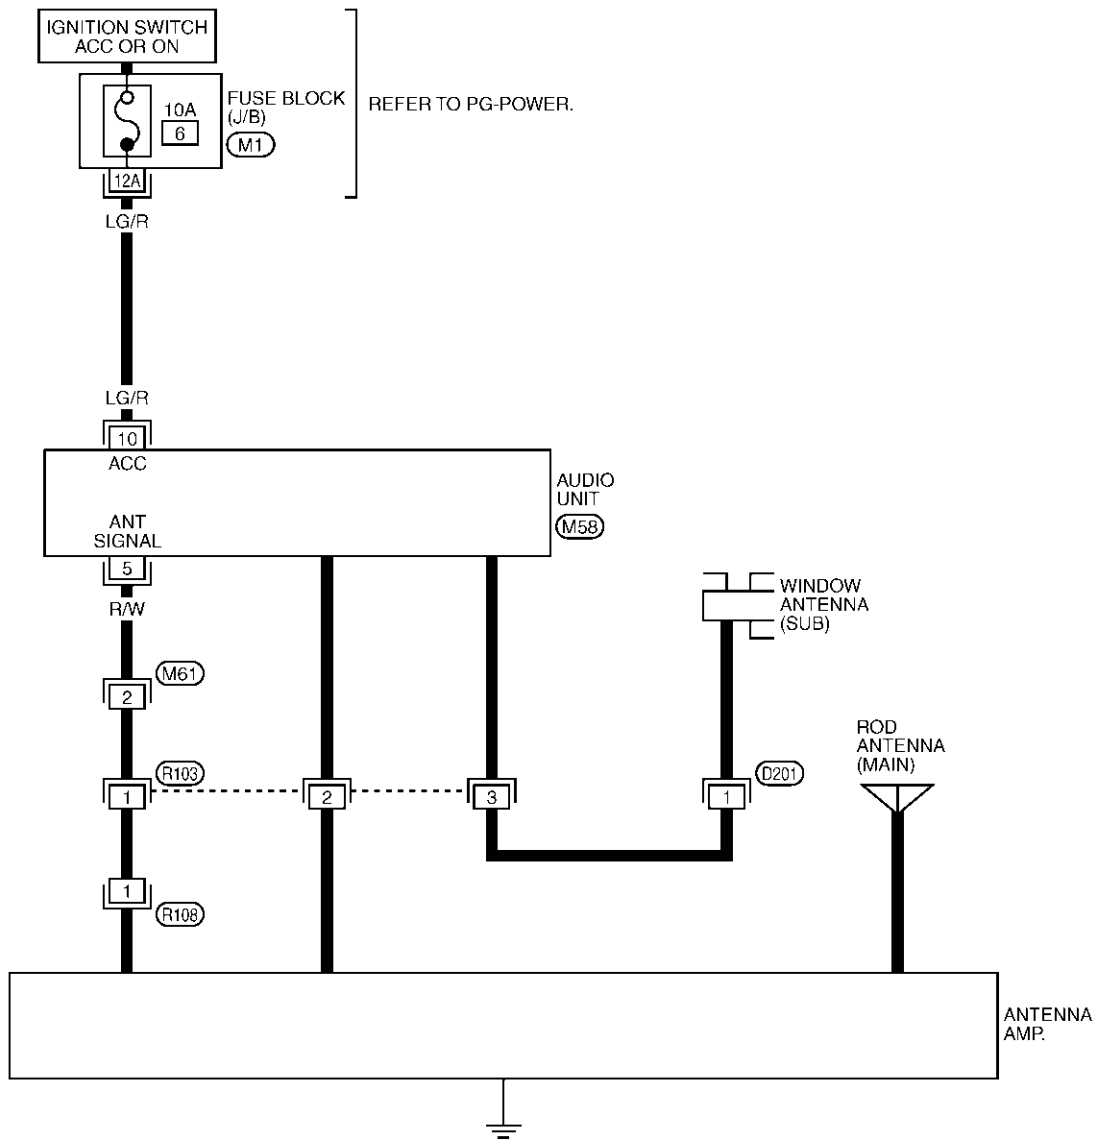 IGNITION SWITCH
ACC OR ON
10A
6
FUSE BLOCK
(J/B)
M1
REFER TO PG-POWER.
12A
LG/R
LG/R
10
ACC
AUDIO
UNIT
M58
ANT
SIGNAL
5
R/W
WINDOW
ANTENNA
(SUB)
M61
2
ROD
ANTENNA
(MAIN)
R103
D201
1
2
3
1
1
R108
ANTENNA
AMP.